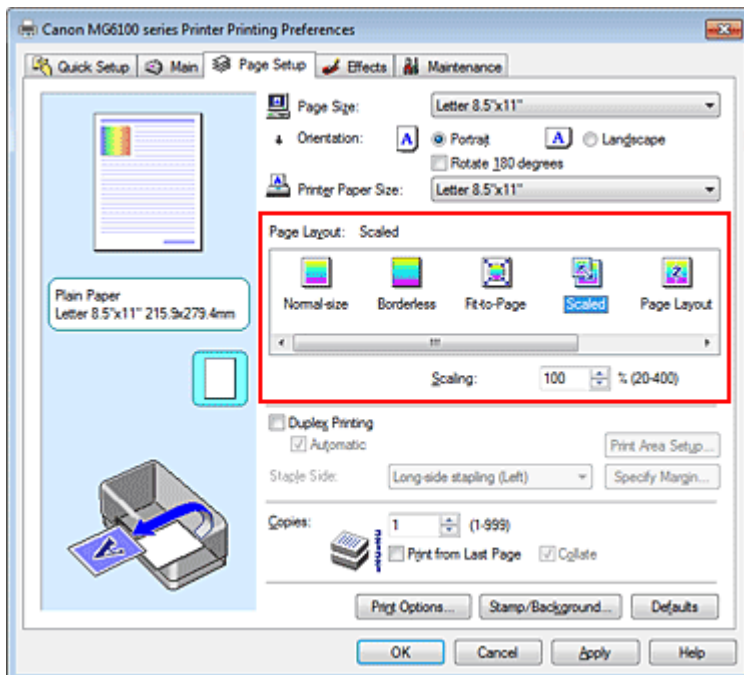 Canon MG6100 series Printer Printing Preferences
Quick Setup Main Page Setup Effects Maintenance
Page Size: Letter 8.5"x11"
Orientation: A Portrait A Landscape
Rotate 180 degrees
Printer Paper Size: Letter 8.5"x11"
Page Layout: Scaled
Normal-size Borderless Fit-to-Page Scaled Page Layout
Plain Paper
Letter 8.5"x11" 215.9x279.4mm
Scaling: 100 % (20-400)
Duplex Printing
Automatic Print Area Setup...
Staple Side: Long-side stapling (Left) Specify Margin...
Copies: 1 (1-999)
Print from Last Page Collate
Print Options... Stamp/Background... Defaults
OK Cancel Apply Help